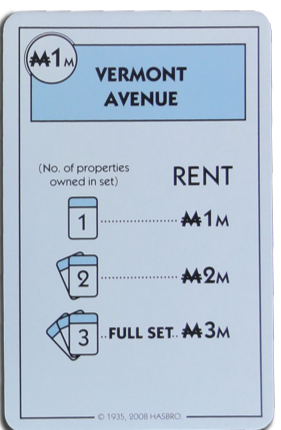 ₩1M
VERMONT
AVENUE
(No. of properties
owned in set)
RENT
1 ₩1M
2 ₩2M
3 FULL SET ₩3M
© 1935, 2008 HASBRO